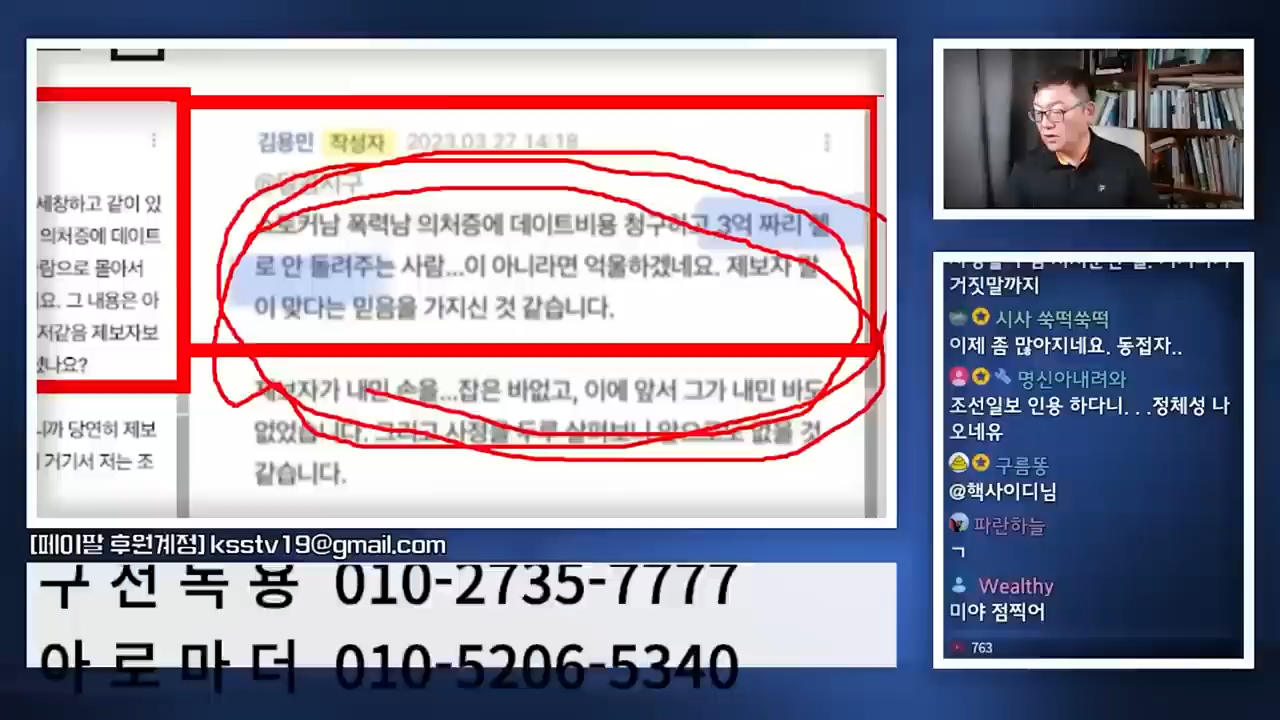 세창하고 같이 있
의처증에 데이트
람으로 몰아서
요. 그 내용은 아
저같음 제보자보
났나요?
니까 당연히 제보
거기서 저는 조
김용민 작성자 2023.03.27 14:18
스토커남 폭력남 의처증에 데이트비용 청구하고 3억 짜리 첼
로 안 돌려주는 사람...이 아니라면 억울하겠네요. 제보자 말
이 맞다는 믿음을 가지신 것 같습니다.
제보자가 내민 손을...잡은 바없고, 이에 앞서 그가 내민 바도
없었습니다. 그리고 사정을 두루 살펴보니 앞으로도 없을 것
같습니다.
[페이팔 후원계정] ksstv19@gmail.com
구전녹용 010-2735-7777
아로마더 010-5206-5340
거짓말까지
시사 쑥떡쑥떡
이제 좀 많아지네요. 동접자..
명신아내려와
조선일보 인용 하다니. . .정체성 나
오네유
구름똥
@핵사이디님
파란하늘
ㄱ
Wealthy
미야 점찍어
763